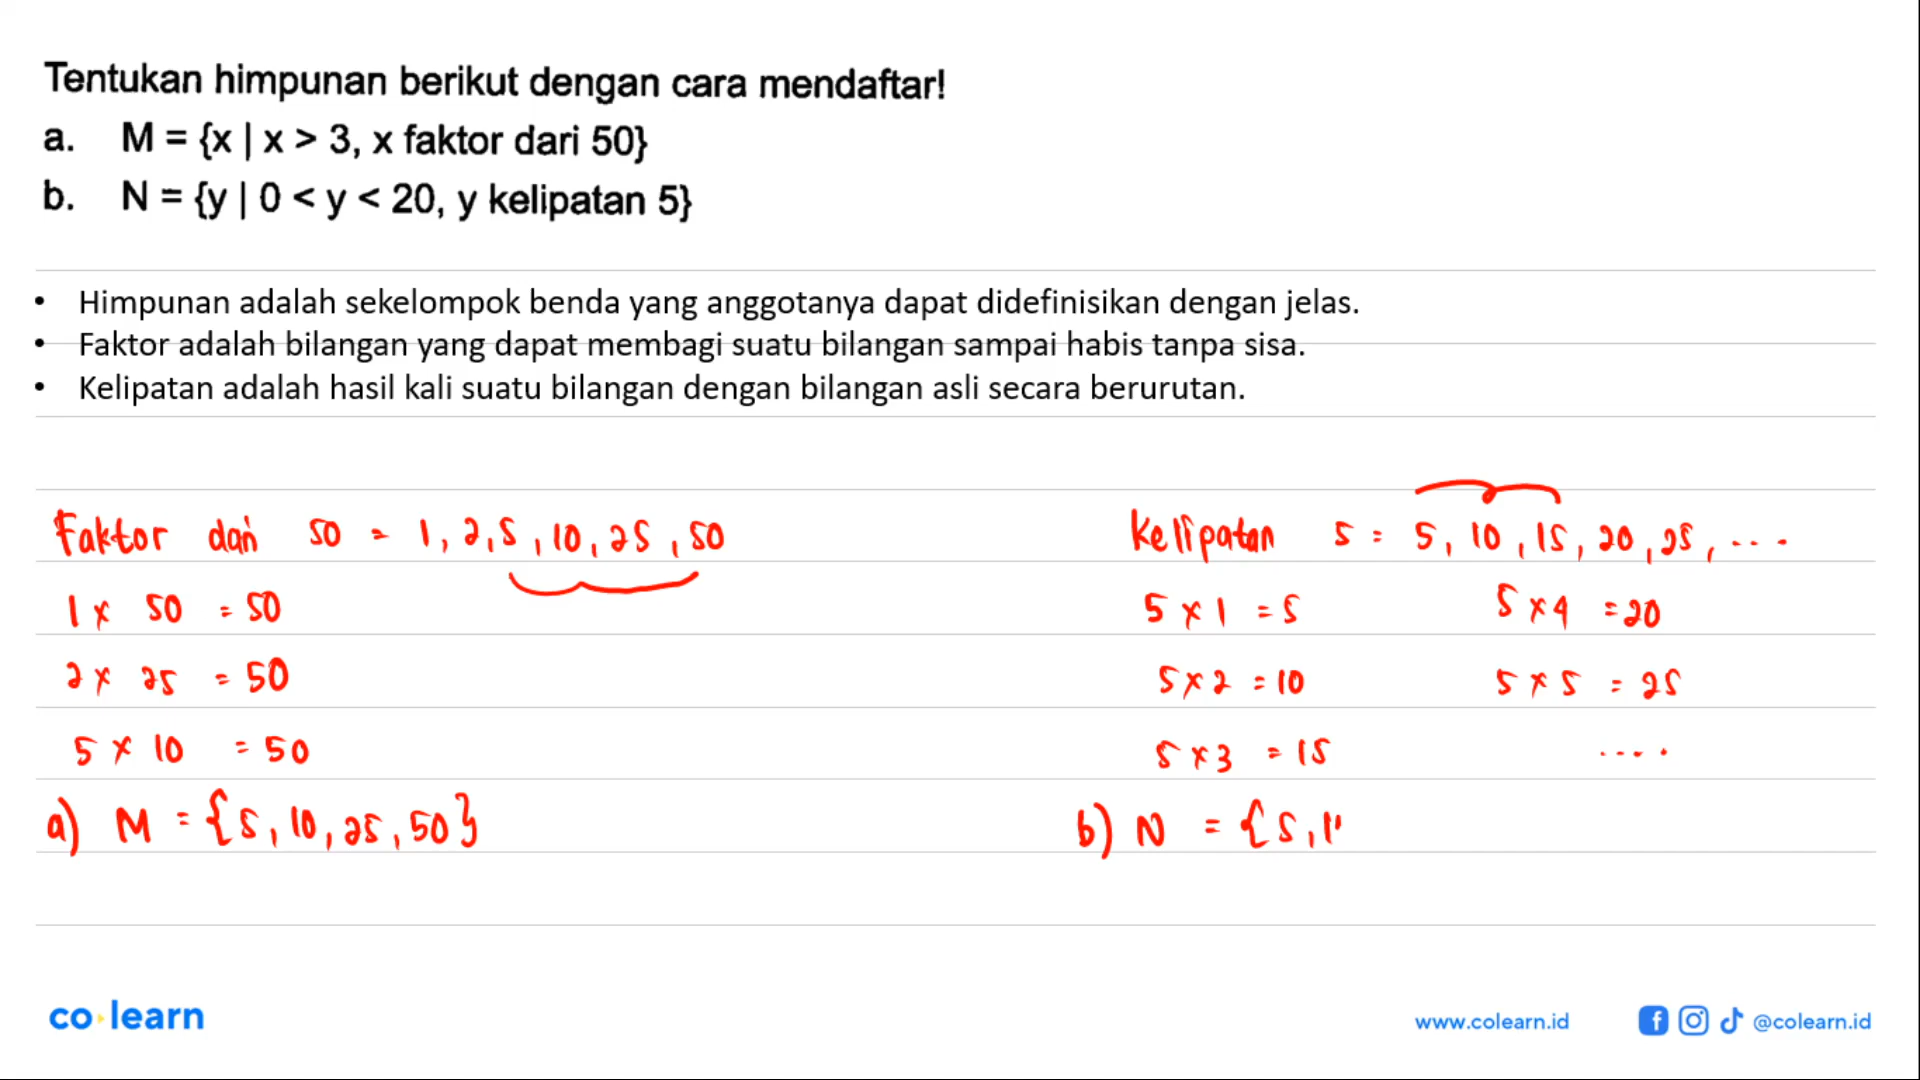 Tentukan himpunan berikut dengan cara mendaftar!
a. M = {x | x > 3, x faktor dari 50}
b. N = {y | 0 < y < 20, y kelipatan 5}
• Himpunan adalah sekelompok benda yang anggotanya dapat didefinisikan dengan jelas.
• Faktor adalah bilangan yang dapat membagi suatu bilangan sampai habis tanpa sisa.
• Kelipatan adalah hasil kali suatu bilangan dengan bilangan asli secara berurutan.
Faktor dari 50 = 1, 2, 5, 10, 25, 50
1 x 50 = 50
2 x 25 = 50
5 x 10 = 50
a) M = {5, 10, 25, 50}
Kelipatan 5 = 5, 10, 15, 20, 25, ...
5 x 1 = 5 5 x 4 = 20
5 x 2 = 10 5 x 5 = 25
5 x 3 = 15 ....
b) N = {5, 1
co learn
www.colearn.id @colearn.id